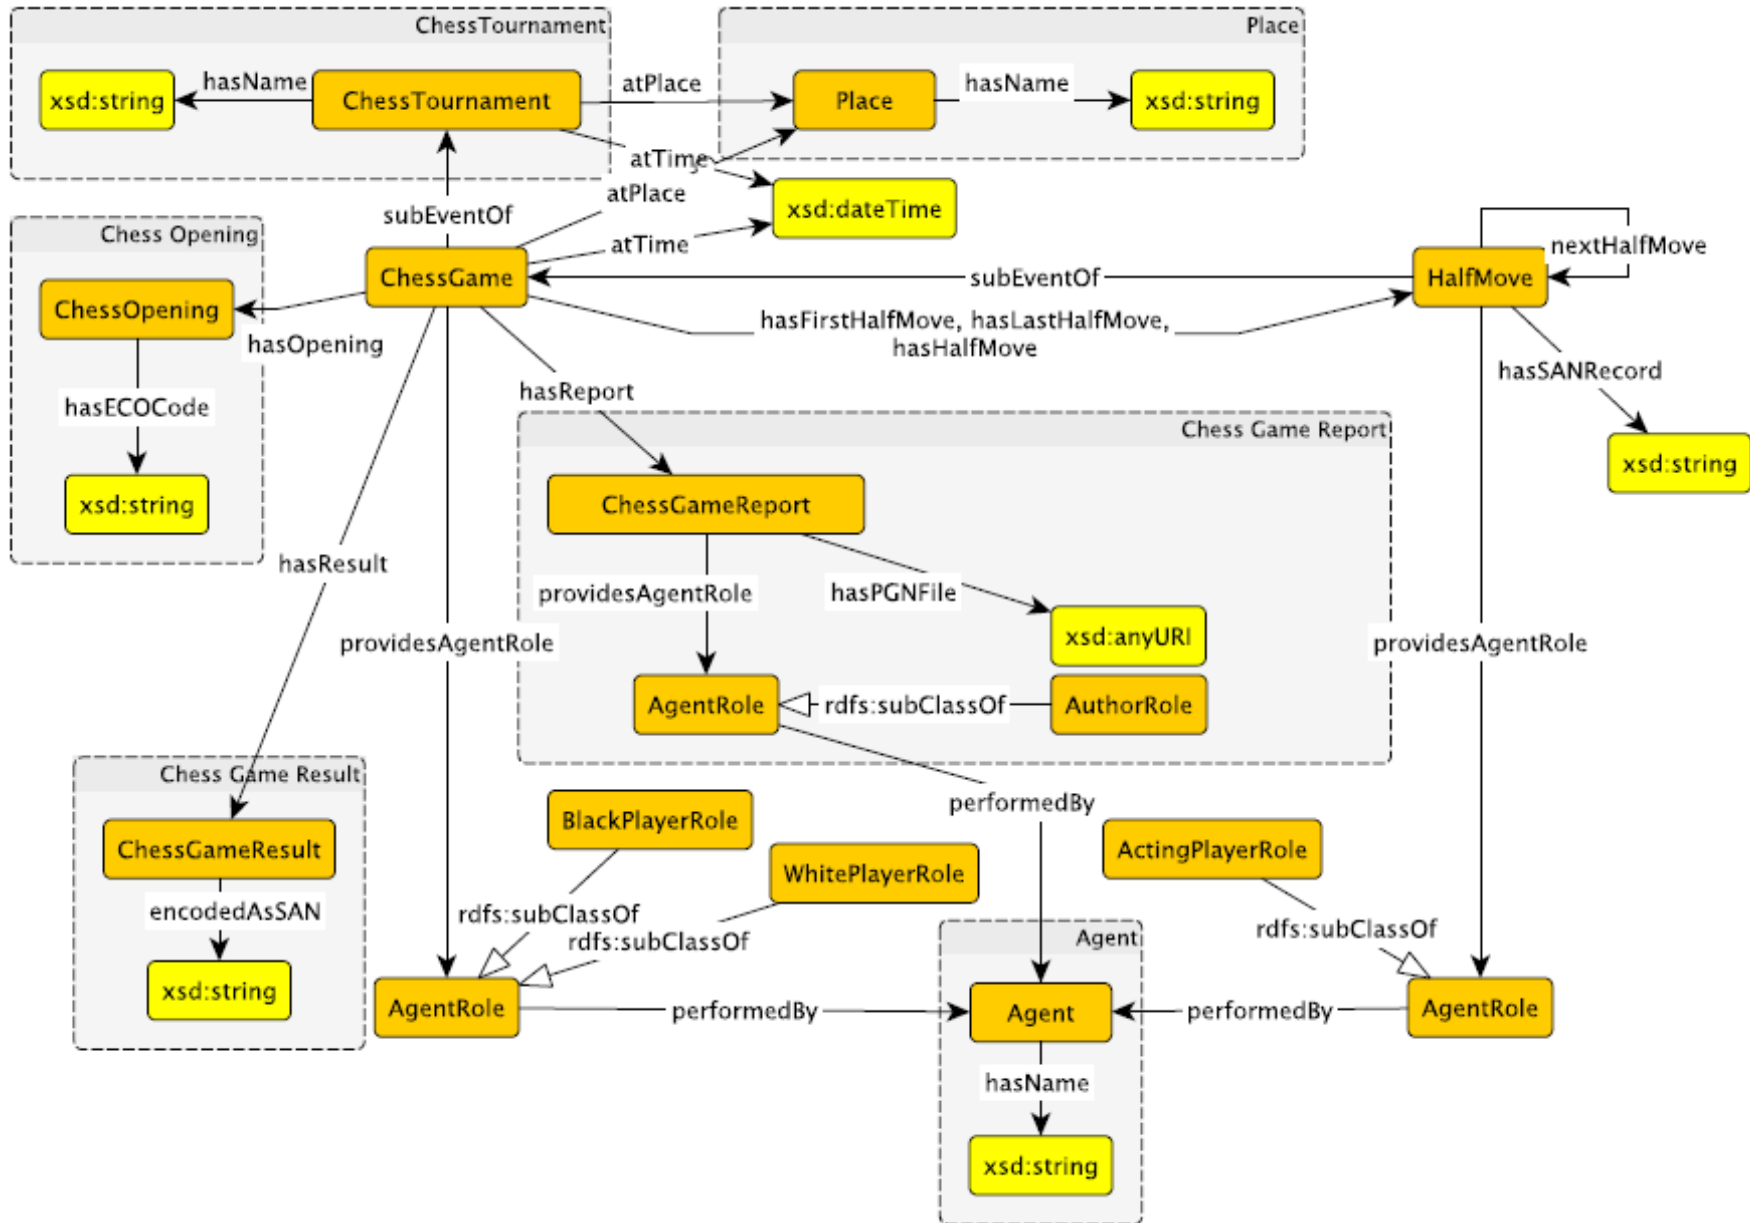 ChessTournament
Place
xsd:string
hasName
ChessTournament
atPlace
Place
hasName
xsd:string
atTime
atPlace
xsd:dateTime
subEventOf
atTime
Chess Opening
ChessGame
subEventOf
HalfMove
nextHalfMove
ChessOpening
hasOpening
hasFirstHalfMove, hasLastHalfMove,
hasHalfMove
hasECOCode
hasReport
hasSANRecord
Chess Game Report
xsd:string
xsd:string
ChessGameReport
hasResult
providesAgentRole
hasPGNFile
providesAgentRole
xsd:anyURI
providesAgentRole
AgentRole
rdfs:subClassOf
AuthorRole
Chess Game Result
performedBy
BlackPlayerRole
ChessGameResult
WhitePlayerRole
ActingPlayerRole
encodedAsSAN
rdfs:subClassOf
rdfs:subClassOf
rdfs:subClassOf
Agent
xsd:string
AgentRole
performedBy
Agent
performedBy
AgentRole
hasName
xsd:string